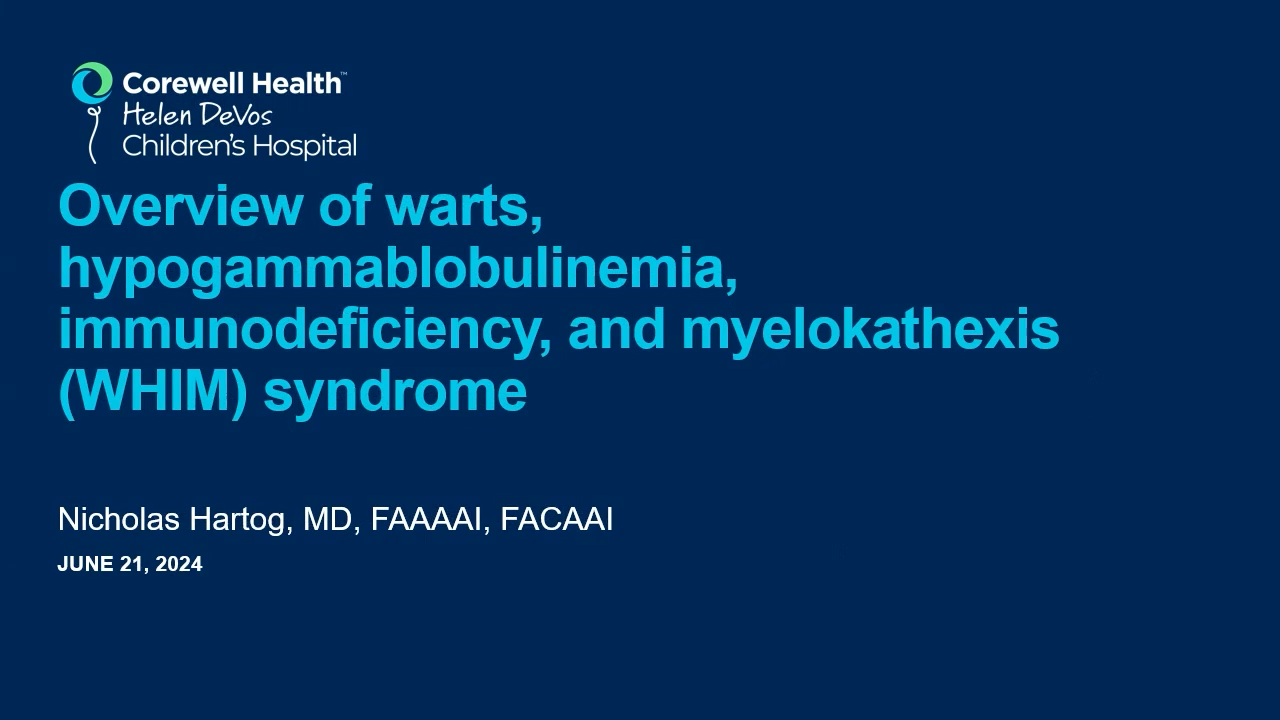 Corewell Health™
Helen DeVos
Children's Hospital
Overview of warts,
hypogammablobulinemia,
immunodeficiency, and myelokathexis
(WHIM) syndrome
Nicholas Hartog, MD, FAAAAI, FACAAI
JUNE 21, 2024